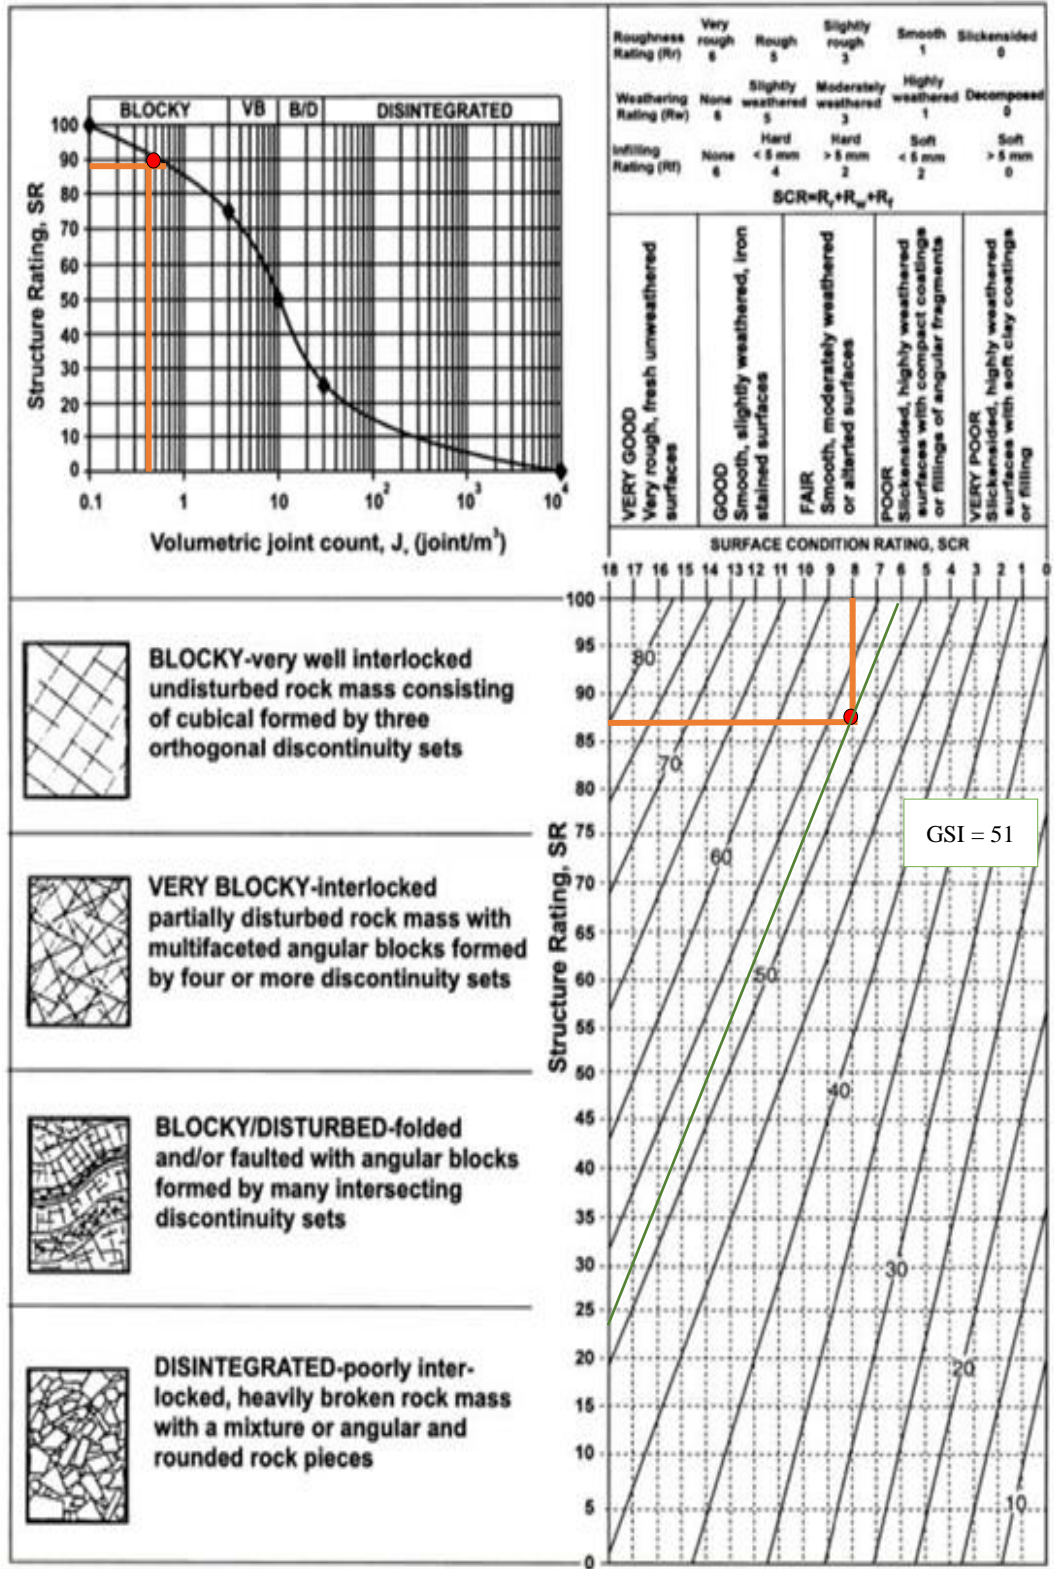 BLOCKY VB B/D DISINTEGRATED
100
90
80
70
60
50
40
30
20
10
0
Structure Rating, SR
0.1 1 10 10² 10³ 10⁴
Volumetric joint count, Jᵥ (joint/m³)
Roughness Rating (Rr)
Very rough 6
Rough 5
Slightly rough 3
Smooth 1
Slickensided 0
Weathering Rating (Rw)
None 6
Slightly weathered 5
Moderately weathered 3
Highly weathered 1
Decomposed 0
Infilling Rating (Rf)
None 6
Hard < 5 mm 4
Hard > 5 mm 2
Soft < 5 mm 2
Soft > 5 mm 0
SCR=Rᵣ+R_w+R_f
VERY GOOD
Very rough, fresh unweathered
surfaces
GOOD
Smooth, slightly weathered, iron
stained surfaces
FAIR
Smooth, moderately weathered
or alterted surfaces
POOR
Slickensided, highly weathered
surfaces with compact coatings
or fillings of angular fragments
VERY POOR
Slickensided, highly weathered
surfaces with soft clay coatings
or filling
SURFACE CONDITION RATING, SCR
18 17 16 15 14 13 12 11 10 9 8 7 6 5 4 3 2 1 0
BLOCKY-very well interlocked
undisturbed rock mass consisting
of cubical formed by three
orthogonal discontinuity sets
VERY BLOCKY-interlocked
partially disturbed rock mass with
multifaceted angular blocks formed
by four or more discontinuity sets
BLOCKY/DISTURBED-folded
and/or faulted with angular blocks
formed by many intersecting
discontinuity sets
DISINTEGRATED-poorly inter-
locked, heavily broken rock mass
with a mixture or angular and
rounded rock pieces
Structure Rating, SR
100
95
90
85
80
75
70
65
60
55
50
45
40
35
30
25
20
15
10
5
0
80
70
60
50
40
30
20
10
GSI = 51